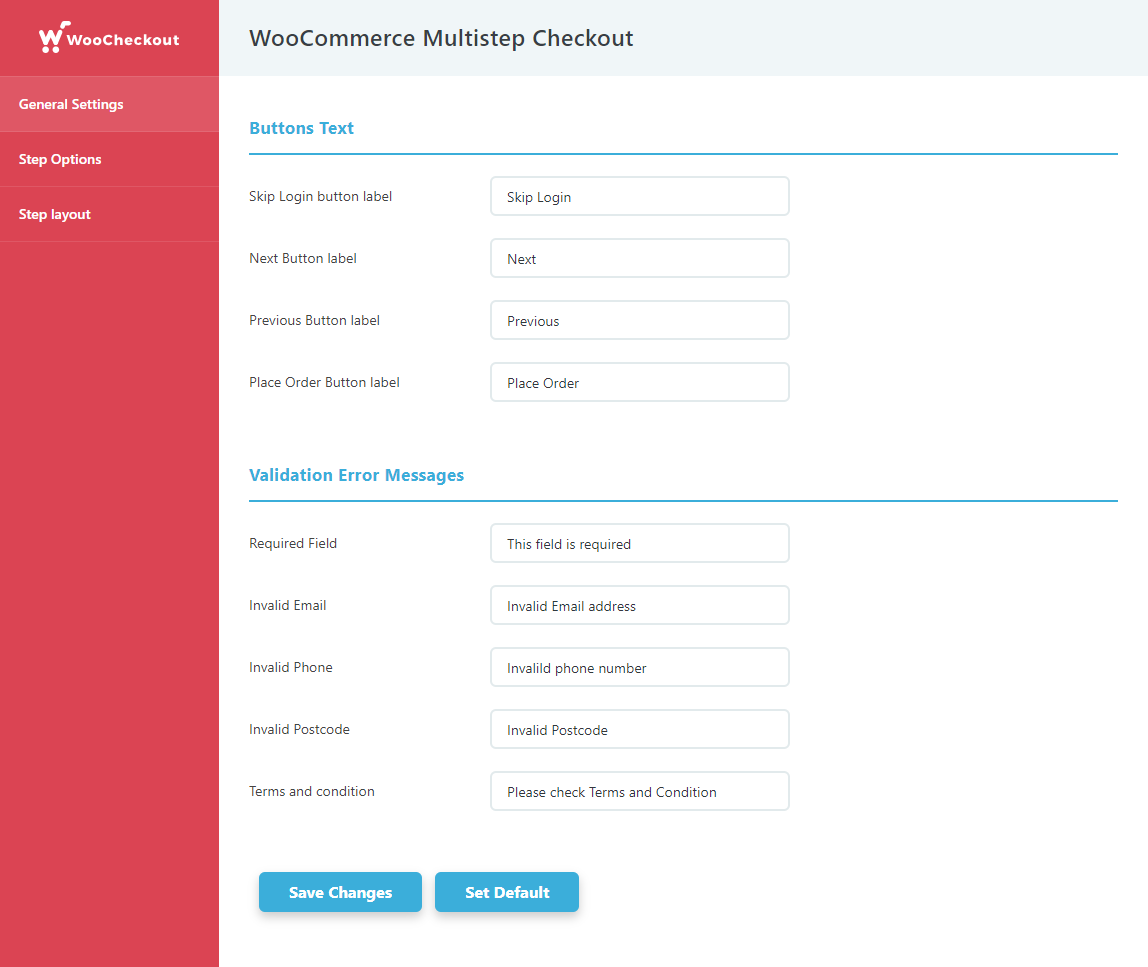 WooCheckout
WooCommerce Multistep Checkout
General Settings
Step Options
Step layout
Buttons Text
Skip Login button label
Skip Login
Next Button label
Next
Previous Button label
Previous
Place Order Button label
Place Order
Validation Error Messages
Required Field
This field is required
Invalid Email
Invalid Email address
Invalid Phone
Invalild phone number
Invalid Postcode
Invalid Postcode
Terms and condition
Please check Terms and Condition
Save Changes
Set Default